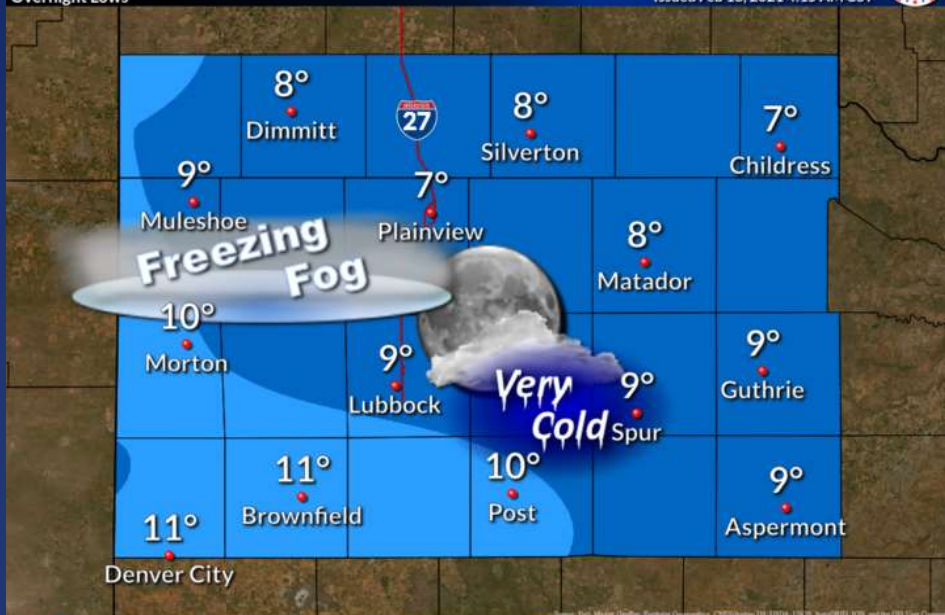 Overnight Lows
8°
Dimmitt
27
8°
Silverton
7°
Childress
9°
Muleshoe
7°
Plainview
8°
Matador
Freezing
Fog
10°
Morton
9°
Lubbock
Very
Cold
9°
Spur
9°
Guthrie
11°
Brownfield
10°
Post
9°
Aspermont
11°
Denver City